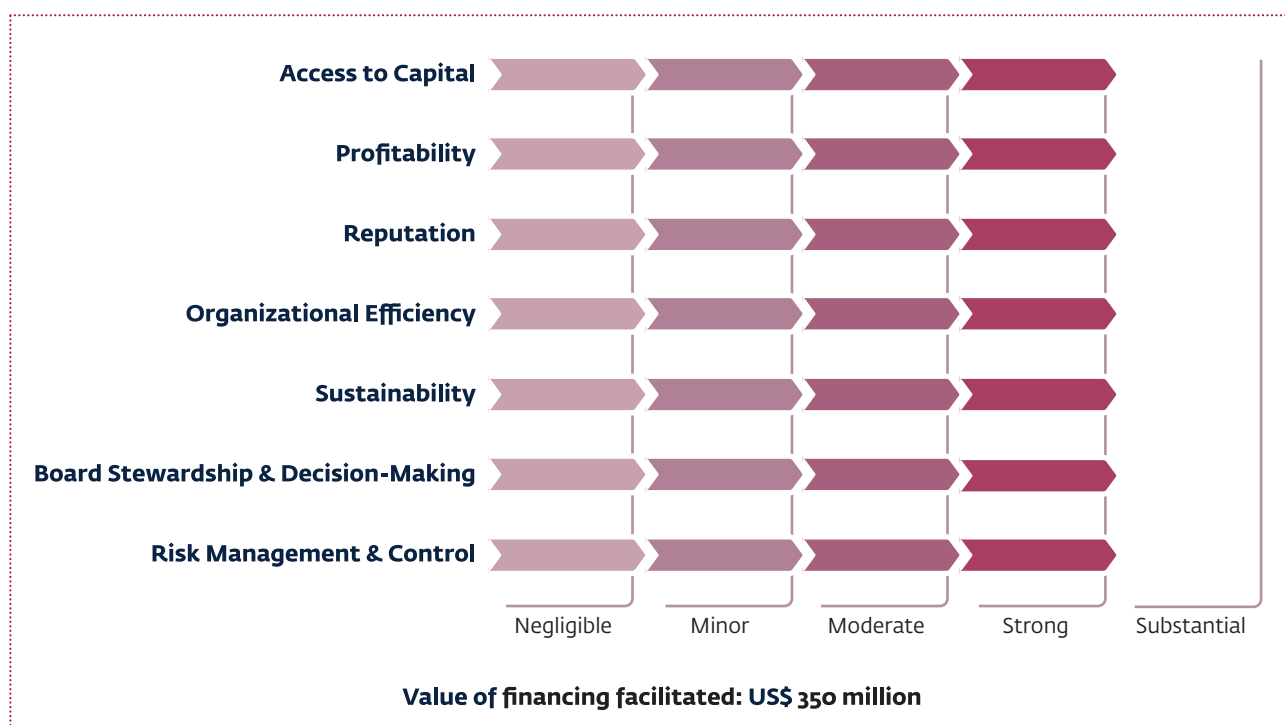 Access to Capital
Profitability
Reputation
Organizational Efficiency
Sustainability
Board Stewardship & Decision-Making
Risk Management & Control
Negligible Minor Moderate Strong Substantial
Value of financing facilitated: US$ 350 million